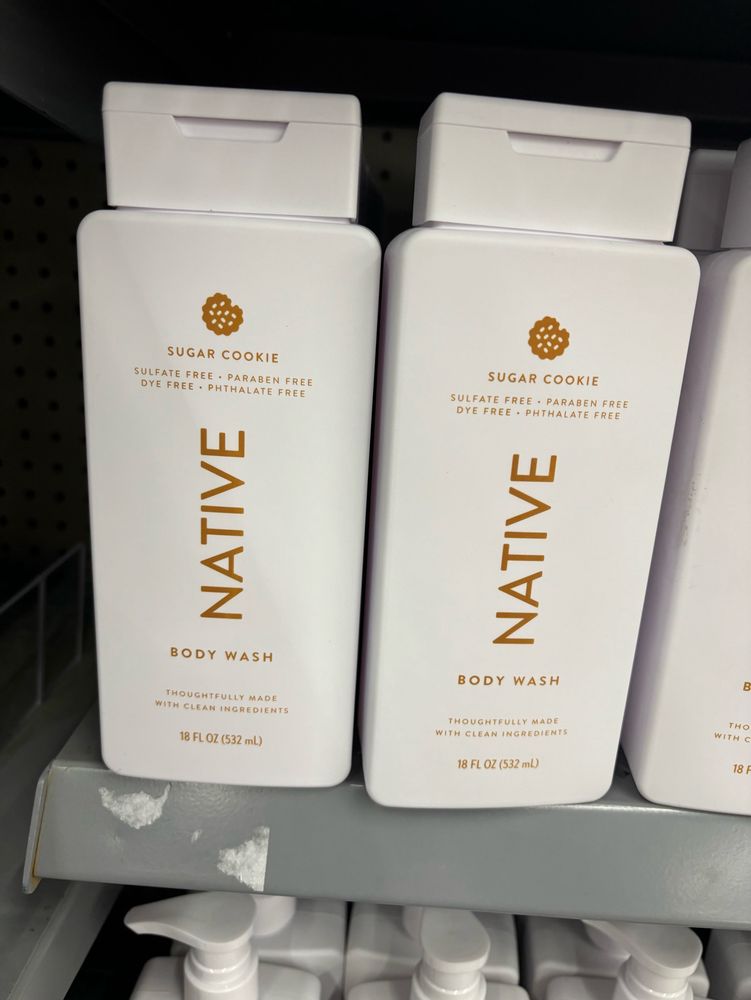 SUGAR COOKIE
SULFATE FREE • PARABEN FREE
DYE FREE • PHTHALATE FREE
NATIVE
BODY WASH
THOUGHTFULLY MADE
WITH CLEAN INGREDIENTS
18 FL OZ (532 mL)
SUGAR COOKIE
SULFATE FREE • PARABEN FREE
DYE FREE • PHTHALATE FREE
NATIVE
BODY WASH
THOUGHTFULLY MADE
WITH CLEAN INGREDIENTS
18 FL OZ (532 mL)
WITH
18